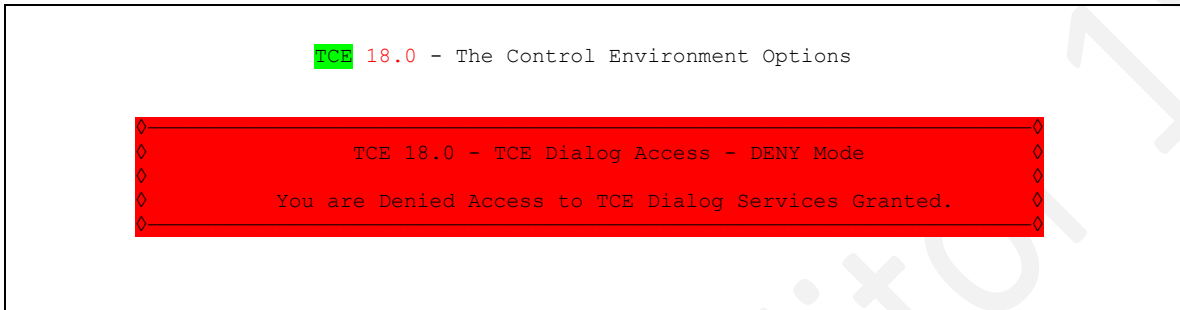 TCE 18.0 - The Control Environment Options
TCE 18.0 - TCE Dialog Access - DENY Mode
You are Denied Access to TCE Dialog Services Granted.